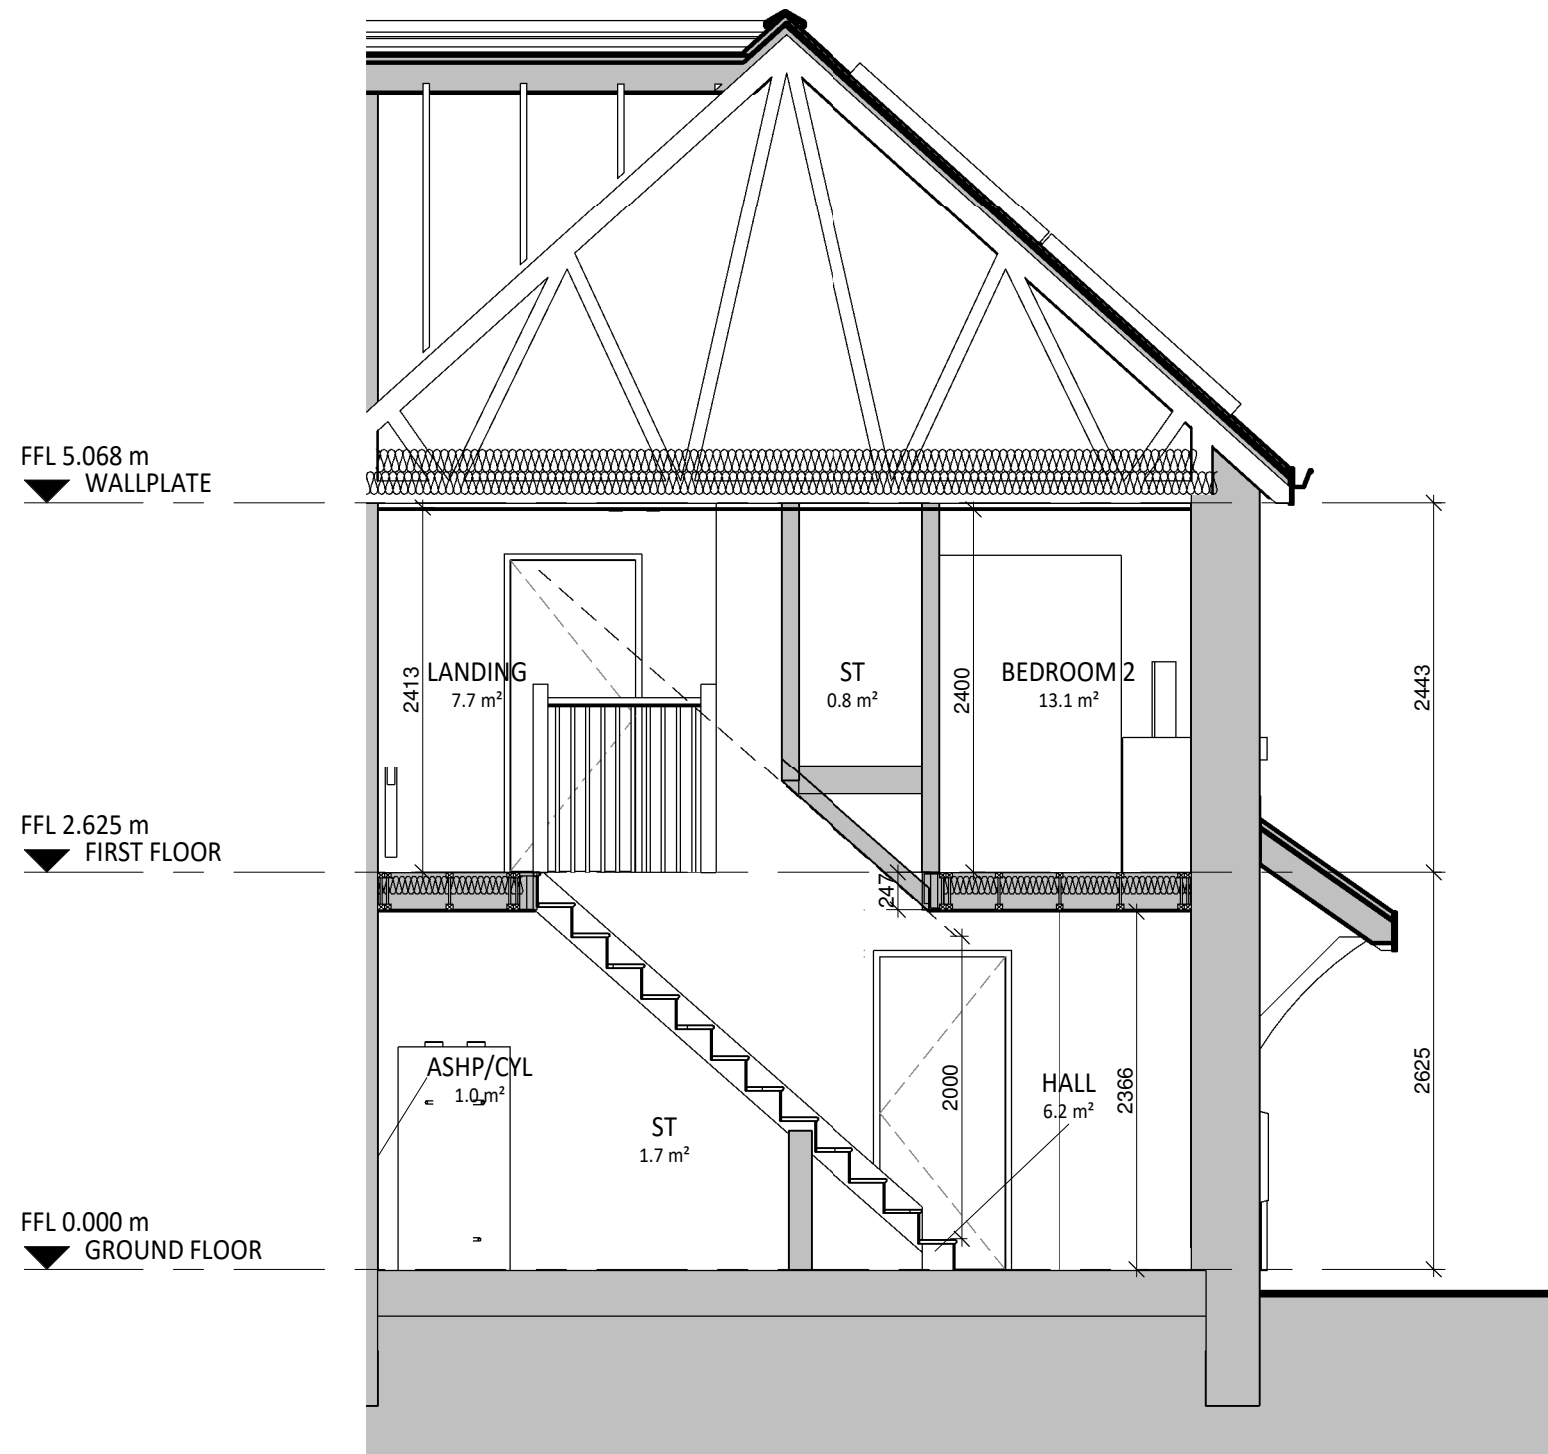 FFL 5.068 m
WALLPLATE
2413
LANDING
7.7 m²
ST
0.8 m²
2400
BEDROOM 2
13.1 m²
2443
FFL 2.625 m
FIRST FLOOR
247
ASHP/CYL
1.0 m²
ST
1.7 m²
2000
HALL
6.2 m²
2366
2625
FFL 0.000 m
GROUND FLOOR